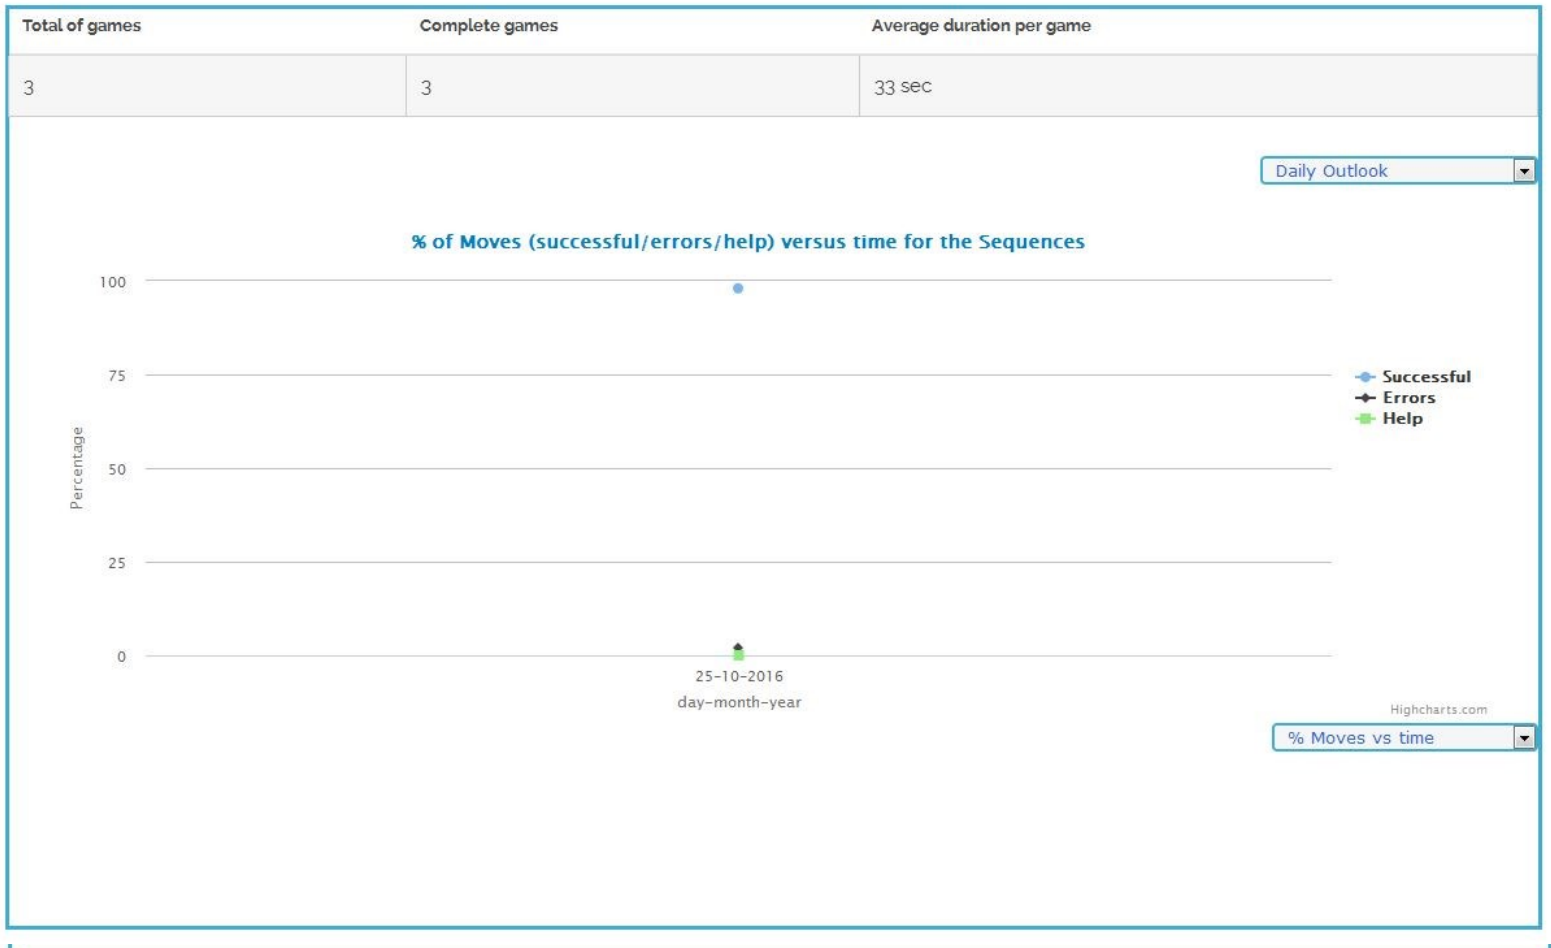 Total of games Complete games Average duration per game
3 3 33 sec
Daily Outlook
% of Moves (successful/errors/help) versus time for the Sequences
100
75
50
25
0
Percentage
Successful
Errors
Help
25-10-2016
day-month-year
Highcharts.com
% Moves vs time